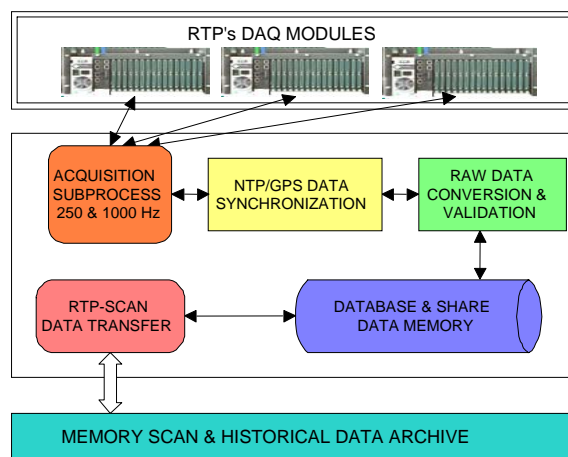 RTP's DAQ MODULES
ACQUISITION
SUBPROCESS
250 & 1000 Hz
NTP/GPS DATA
SYNCHRONIZATION
RAW DATA
CONVERSION &
VALIDATION
RTP-SCAN
DATA TRANSFER
DATABASE & SHARE
DATA MEMORY
MEMORY SCAN & HISTORICAL DATA ARCHIVE